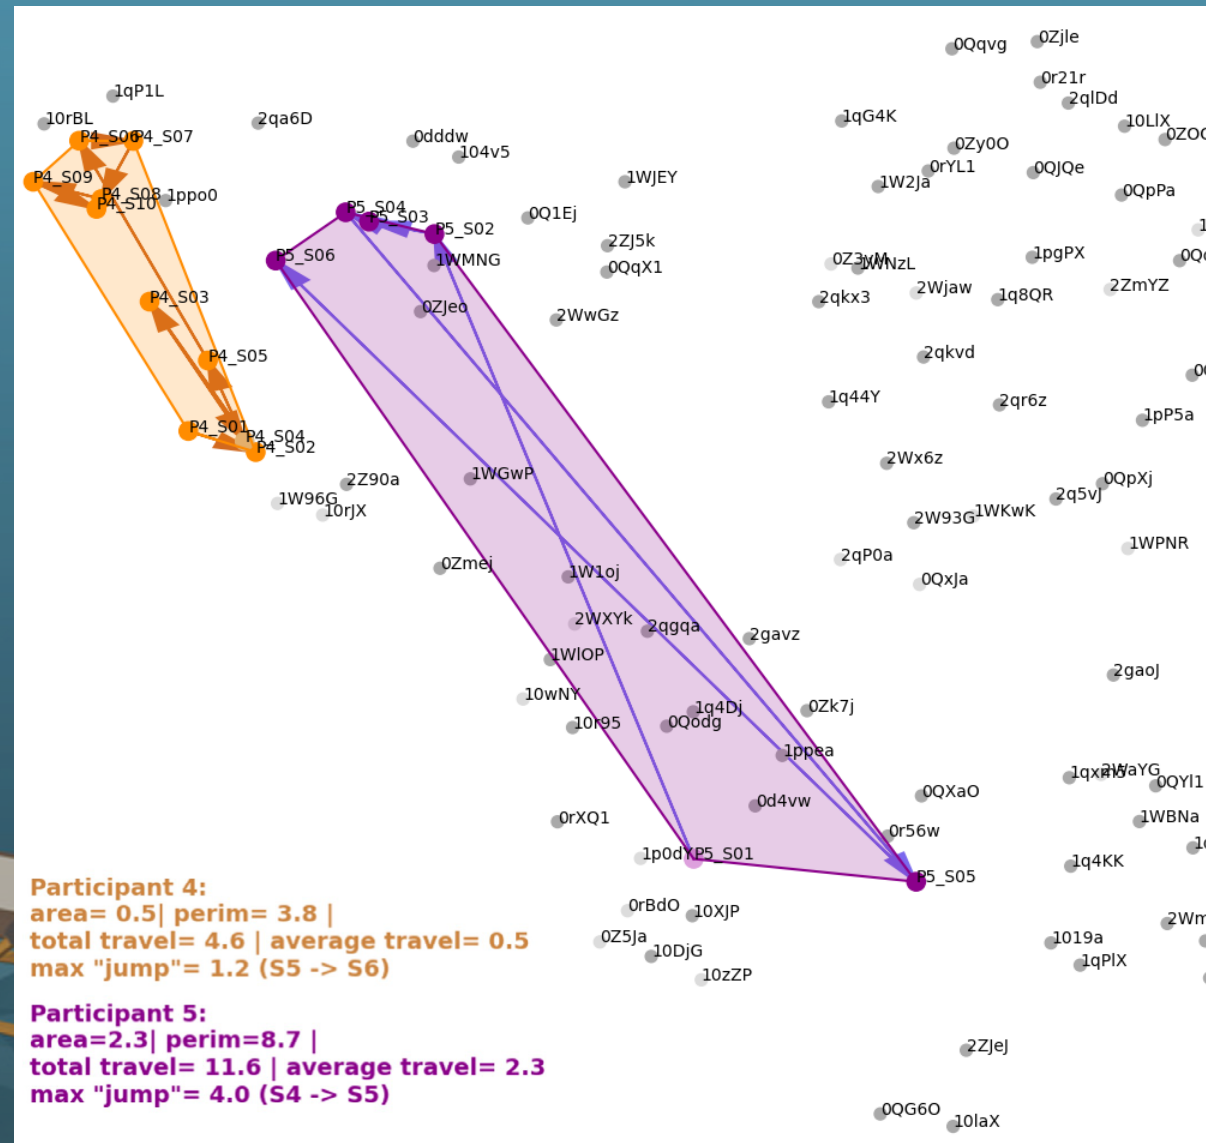 0Qqvg
0Zjle
0r21r
2qlDd
1qP1L
10rBL
2qa6D
1qG4K
10LlX
P4_S06
P4_S07
0dddw
104v5
0Zy0O
0rYL1
0QJQe
1W2Ja
1WJEY
P4_S09
P4_S08
P4_S10
1ppo0
0QpPa
P5_S04
P5_S03
P5_S02
0Q1Ej
2ZJ5k
0QqX1
P5_S06
1WMNG
1WNzL
1pgPX
2Wjaw
2qkx3
1q8QR
2ZmYZ
P4_S03
0ZJeo
2WwGz
P4_S05
2qkvd
1q44Y
2qr6z
1pP5a
P4_S01
P4_S04
P4_S02
2Wx6z
2Z90a
1W96G
10rJX
1WGwP
0QpXj
2q5vJ
1WKwK
2W93G
1WPNR
2qP0a
0Zmej
1W1oj
0QxJa
2WXYk
2qgqa
2gavz
1WlOP
2gaoJ
10wNY
10r95
1q4Dj
0Qodg
0Zk7j
1ppea
2WaYG
0QYl1
0QXaO
0d4vw
0rXQ1
0r56w
1WBNa
1p0dY
P5_S01
1q4KK
P5_S05
0rBdO
10XJP
0Z5Ja
10DjG
10zZP
1019a
1qPlX
2ZJeJ
0QG6O
10laX
Participant 4:
area= 0.5| perim= 3.8 |
total travel= 4.6 | average travel= 0.5
max "jump"= 1.2 (S5 -> S6)
Participant 5:
area=2.3| perim=8.7 |
total travel= 11.6 | average travel= 2.3
max "jump"= 4.0 (S4 -> S5)